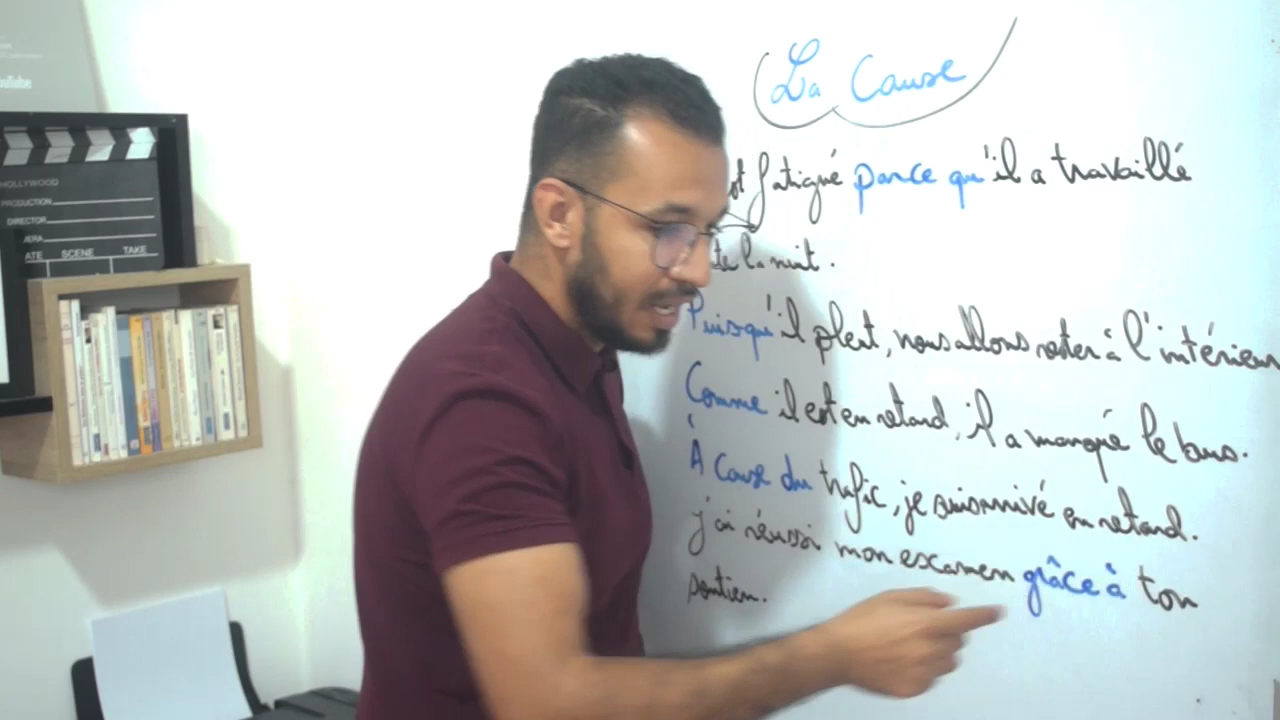 La Cause
fatigué parce qu'il a travaillé
la nuit.
Puisqu'il pleut, nous allons rester à l'intérieur
Comme il est en retard, il a manqué le bus.
À cause du trafic, je suis arrivé en retard.
j'ai réussi mon examen grâce à ton
soutien.
HOLLYWOOD
PRODUCTION
DIRECTOR
SCENE TAKE